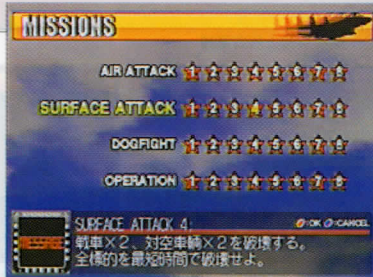 MISSIONS
AIR ATTACK 1 2 3 4 5 6 7 8
SURFACE ATTACK 1 2 3 4 5 6 7 8
DOGFIGHT 1 2 3 4 5 6 7 8
OPERATION 1 2 3 4 5 6 7 8
SURFACE ATTACK 4: :OK :CANCEL
戦車×2、対空車輌×2を破壊する。
全標的を最短時間で破壊せよ。